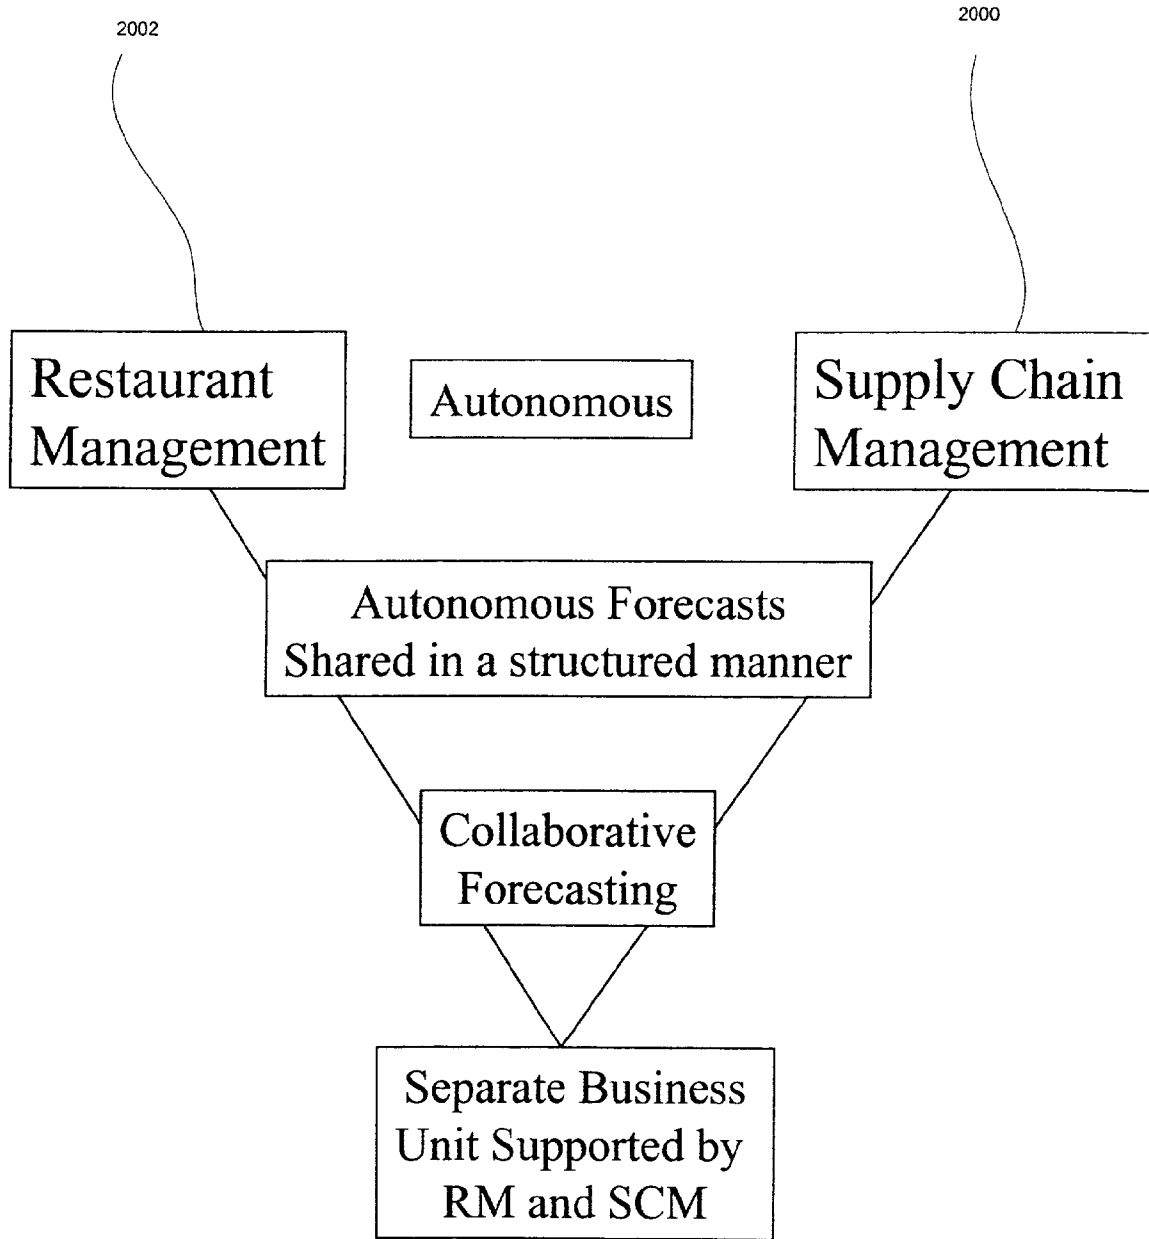 2002
2000
Restaurant
Management
Autonomous
Supply Chain
Management
Autonomous Forecasts
Shared in a structured manner
Collaborative
Forecasting
Separate Business
Unit Supported by
RM and SCM